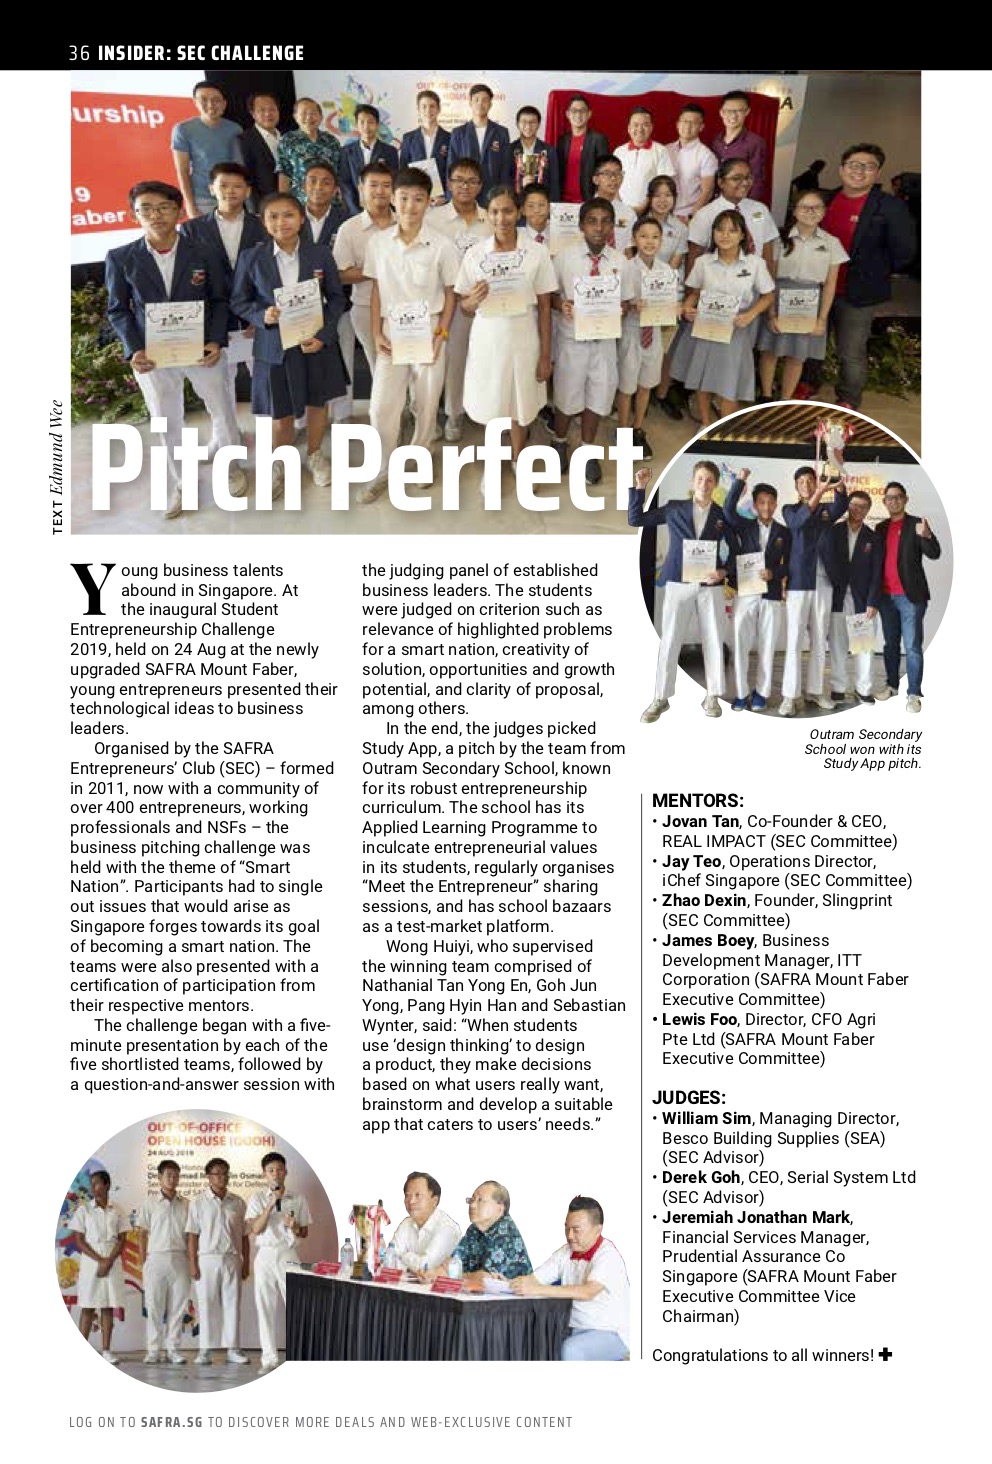 36 INSIDER: SEC CHALLENGE
urship
19
aber
OUT-OF-OFFICE
TEXT Edmund Wee
Pitch Perfect
Young business talents
abound in Singapore. At
the inaugural Student
Entrepreneurship Challenge
2019, held on 24 Aug at the newly
upgraded SAFRA Mount Faber,
young entrepreneurs presented their
technological ideas to business
leaders.
Organised by the SAFRA
Entrepreneurs’ Club (SEC) – formed
in 2011, now with a community of
over 400 entrepreneurs, working
professionals and NSFs – the
business pitching challenge was
held with the theme of “Smart
Nation”. Participants had to single
out issues that would arise as
Singapore forges towards its goal
of becoming a smart nation. The
teams were also presented with a
certification of participation from
their respective mentors.
The challenge began with a five-
minute presentation by each of the
five shortlisted teams, followed by
a question-and-answer session with
the judging panel of established
business leaders. The students
were judged on criterion such as
relevance of highlighted problems
for a smart nation, creativity of
solution, opportunities and growth
potential, and clarity of proposal,
among others.
In the end, the judges picked
Study App, a pitch by the team from
Outram Secondary School, known
for its robust entrepreneurship
curriculum. The school has its
Applied Learning Programme to
inculcate entrepreneurial values
in its students, regularly organises
“Meet the Entrepreneur” sharing
sessions, and has school bazaars
as a test-market platform.
Wong Huiyi, who supervised
the winning team comprised of
Nathanial Tan Yong En, Goh Jun
Yong, Pang Hyin Han and Sebastian
Wynter, said: “When students
use ‘design thinking’ to design
a product, they make decisions
based on what users really want,
brainstorm and develop a suitable
app that caters to users’ needs.”
Outram Secondary
School won with its
Study App pitch.
MENTORS:
• Jovan Tan, Co-Founder & CEO,
REAL IMPACT (SEC Committee)
• Jay Teo, Operations Director,
iChef Singapore (SEC Committee)
• Zhao Dexin, Founder, Slingprint
(SEC Committee)
• James Boey, Business
Development Manager, ITT
Corporation (SAFRA Mount Faber
Executive Committee)
• Lewis Foo, Director, CFO Agri
Pte Ltd (SAFRA Mount Faber
Executive Committee)
JUDGES:
• William Sim, Managing Director,
Besco Building Supplies (SEA)
(SEC Advisor)
• Derek Goh, CEO, Serial System Ltd
(SEC Advisor)
• Jeremiah Jonathan Mark,
Financial Services Manager,
Prudential Assurance Co
Singapore (SAFRA Mount Faber
Executive Committee Vice
Chairman)
Congratulations to all winners!
OUT-OF-OFFICE
OPEN HOUSE (OOOH)
24 AUG 2019
LOG ON TO SAFRA.SG TO DISCOVER MORE DEALS AND WEB-EXCLUSIVE CONTENT